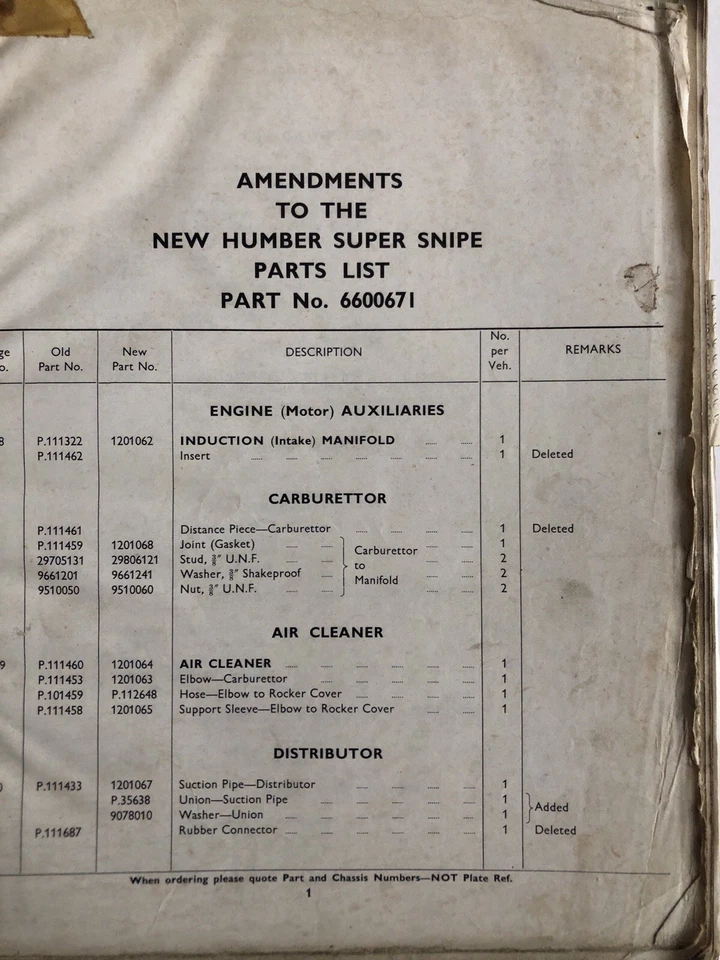 AMENDMENTS
TO THE
NEW HUMBER SUPER SNIPE
PARTS LIST
PART No. 6600671
ge o. Old Part No. New Part No. DESCRIPTION No. per Veh. REMARKS
ENGINE (Motor) AUXILIARIES
8 P.111322 1201062 INDUCTION (Intake) MANIFOLD ..... ..... 1
P.111462 Insert ..... ..... ..... ..... ..... ..... ..... 1 Deleted
CARBURETTOR
P.111461 Distance Piece—Carburettor ..... ..... ..... ..... 1 Deleted
P.111459 1201068 Joint (Gasket) ..... ..... Carburettor ..... ..... 1
29705131 29806121 Stud, ⅜″ U.N.F. ..... ..... to ..... ..... 2
9661201 9661241 Washer, ⅜″ Shakeproof ..... Manifold ..... ..... 2
9510050 9510060 Nut, ⅜″ U.N.F. ..... ..... ..... ..... 2
AIR CLEANER
9 P.111460 1201064 AIR CLEANER ..... ..... ..... ..... ..... ..... 1
P.111453 1201063 Elbow—Carburettor ..... ..... ..... ..... ..... 1
P.101459 P.112648 Hose—Elbow to Rocker Cover ..... ..... ..... ..... 1
P.111458 1201065 Support Sleeve—Elbow to Rocker Cover ..... ..... 1
DISTRIBUTOR
P.111433 1201067 Suction Pipe—Distributor ..... ..... ..... ..... 1
P.35638 Union—Suction Pipe ..... ..... ..... ..... ..... 1 Added
9078010 Washer—Union ..... ..... ..... ..... ..... 1
P.111687 Rubber Connector ..... ..... ..... ..... ..... ..... 1 Deleted
When ordering please quote Part and Chassis Numbers—NOT Plate Ref.
1